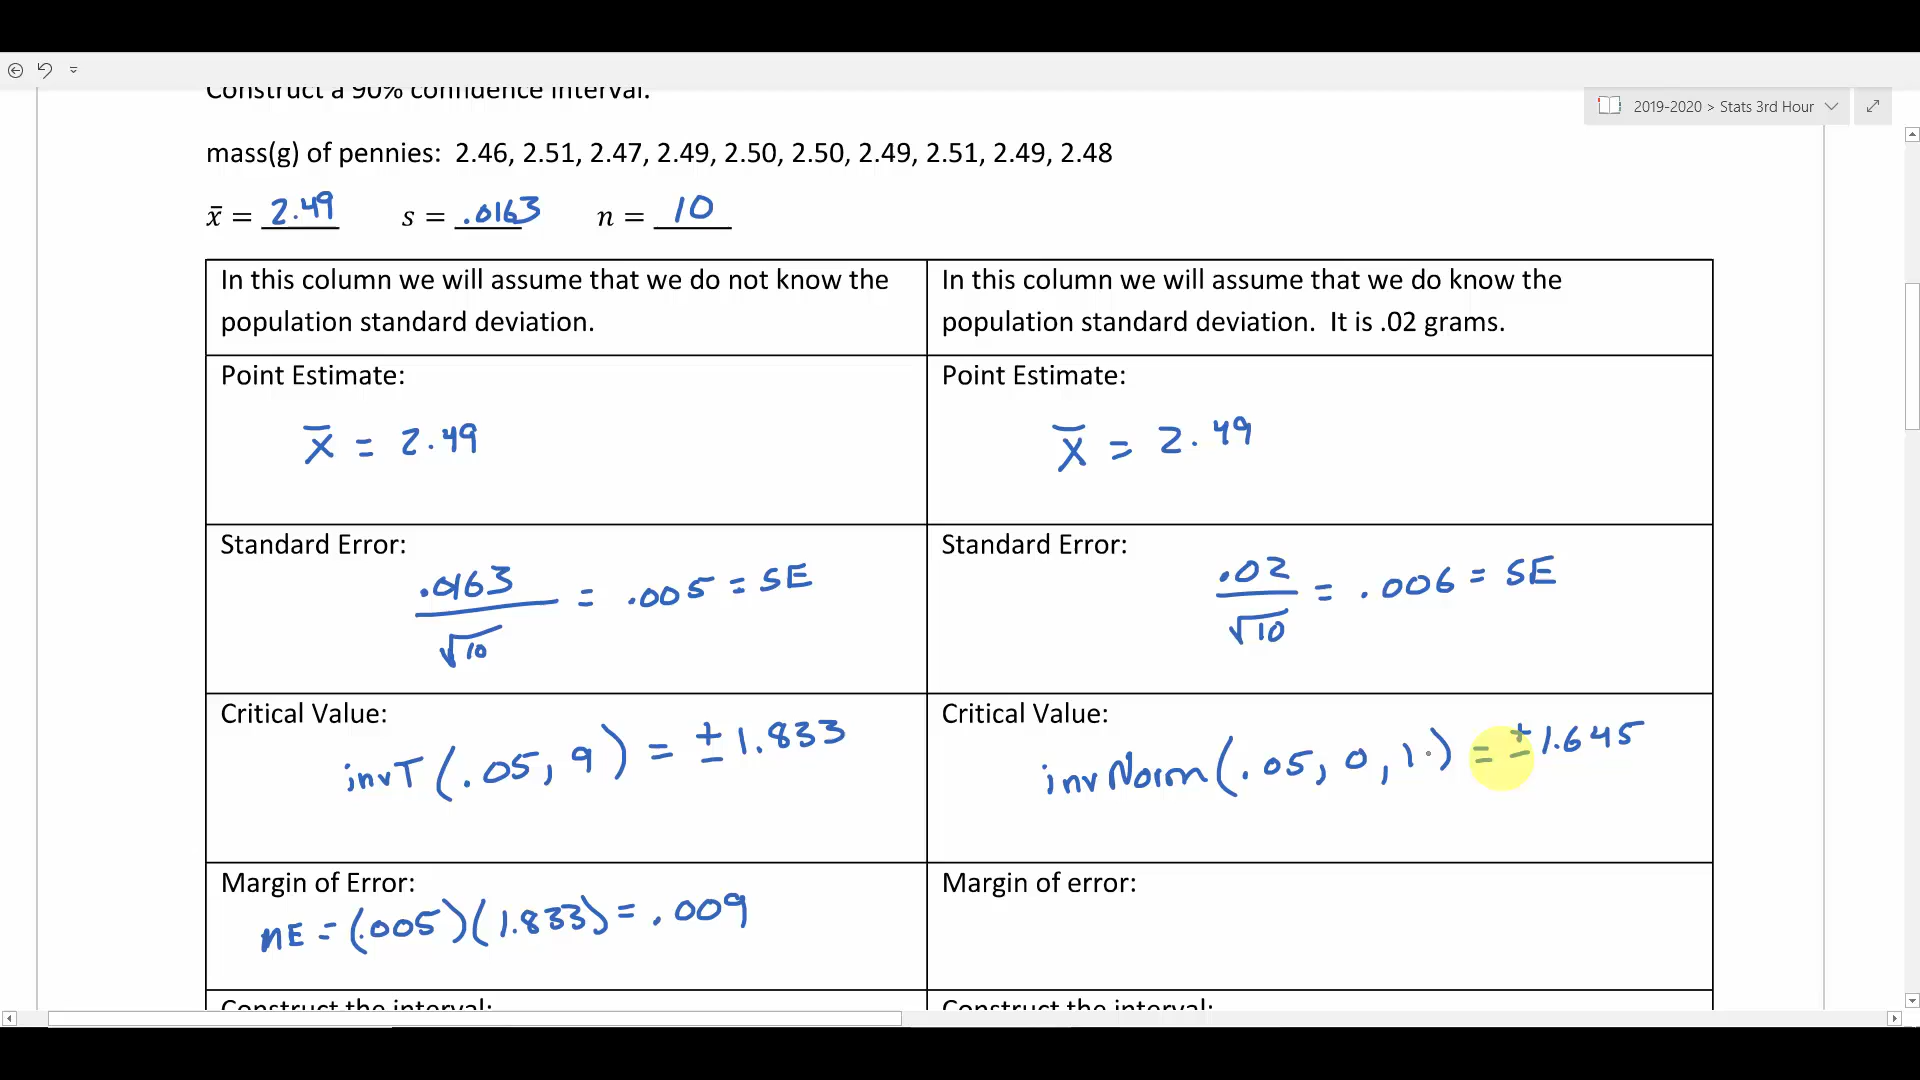 Construct a 90% confidence interval.
2019-2020 > Stats 3rd Hour
mass(g) of pennies: 2.46, 2.51, 2.47, 2.49, 2.50, 2.50, 2.49, 2.51, 2.49, 2.48
x̄ = 2.49 s = .0163 n = 10
In this column we will assume that we do not know the
population standard deviation.
In this column we will assume that we do know the
population standard deviation. It is .02 grams.
Point Estimate:
x̄ = 2.49
Point Estimate:
x̄ = 2.49
Standard Error:
.0163/√10 = .005 = SE
Standard Error:
.02/√10 = .006 = SE
Critical Value:
invT(.05, 9) = ±1.833
Critical Value:
invNorm(.05, 0, 1) = ±1.645
Margin of Error:
ME = (.005)(1.833) = .009
Margin of error:
Construct the interval:
Construct the interval: